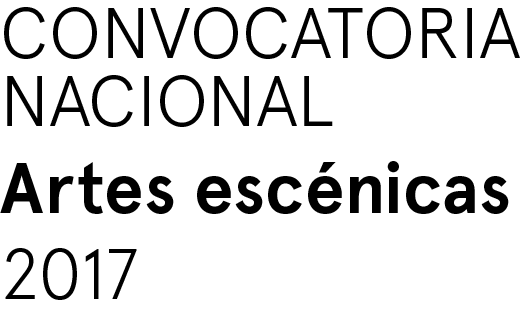 CONVOCATORIA
NACIONAL
Artes escénicas
2017